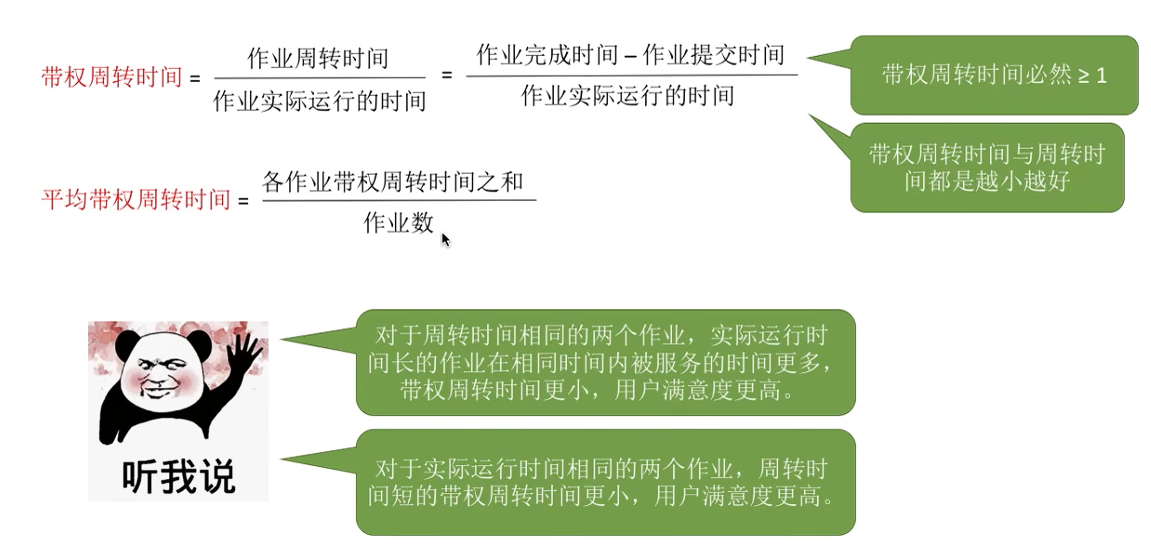 带权周转时间 = 作业周转时间 / 作业实际运行的时间 = 作业完成时间 – 作业提交时间 / 作业实际运行的时间
带权周转时间必然 ≥ 1
带权周转时间与周转时
间都是越小越好
平均带权周转时间 = 各作业带权周转时间之和 / 作业数
对于周转时间相同的两个作业，实际运行时
间长的作业在相同时间内被服务的时间更多，
带权周转时间更小，用户满意度更高。
听我说
对于实际运行时间相同的两个作业，周转时
间短的带权周转时间更小，用户满意度更高。